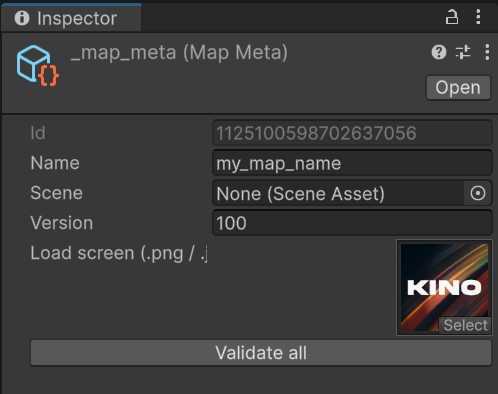 Inspector
_map_meta (Map Meta)
Open
Id 1125100598702637056
Name my_map_name
Scene None (Scene Asset)
Version 100
Load screen (.png / .j
KINO
Select
Validate all